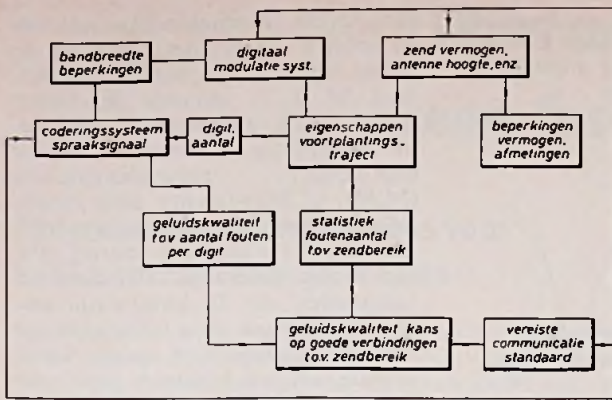 bandbreedte
beperkingen
digitaal
modulatie syst.
zend vermogen,
antenne hoogte, enz.
coderingssysteem
spraaksignaal
digit.
aantal
eigenschappen
voortplantings_
traject
beperkingen
vermogen,
afmetingen
geluidskwaliteit
t.o.v. aantal fouten
per digit
statistiek
foutenaantal
t.o.v. zendbereik
geluidskwaliteit kans
op goede verbindingen
t.o.v. zendbereik
vereiste
communicatie
standaard